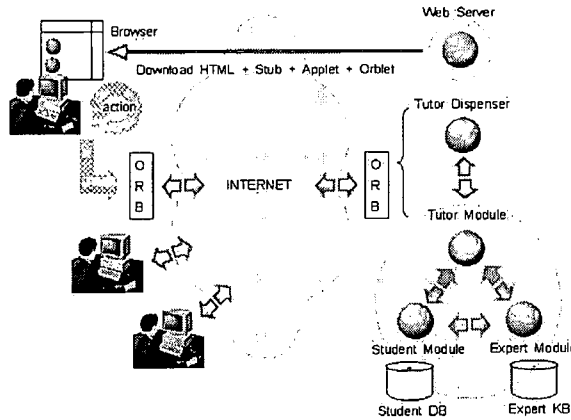 Web Server
Browser
Download HTML + Stub + Applet + Orblet
action
Tutor Dispenser
O
R
B
INTERNET
O
R
B
Tutor Module
Student Module
Expert Module
Student DB
Expert KB